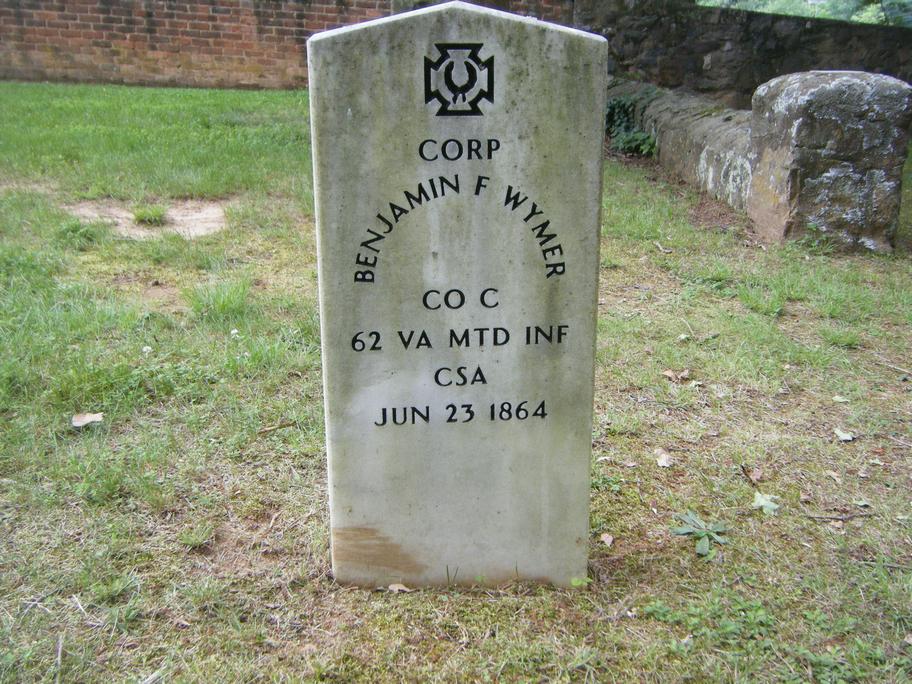 CORP
BENJAMIN F WYMER
CO C
62 VA MTD INF
CSA
JUN 23 1864